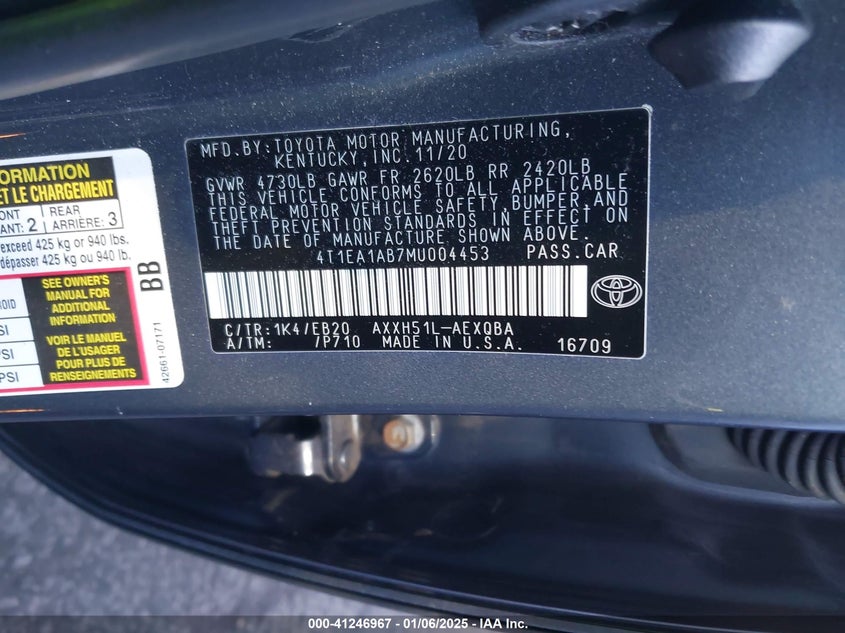 MFD.BY: TOYOTA MOTOR MANUFACTURING,
KENTUCKY, INC. 11/20
GVWR 4730LB GAWR FR 2620LB RR 2420LB
THIS VEHICLE CONFORMS TO ALL APPLICABLE
FEDERAL MOTOR VEHICLE SAFETY, BUMPER, AND
THEFT PREVENTION STANDARDS IN EFFECT ON
THE DATE OF MANUFACTURE SHOWN ABOVE.
4T1EA1AB7MU004453 PASS.CAR
C/TR: 1K4/EB20 AXXH51L-AEXQBA
A/TM: /P710 MADE IN U.S.A. 16709
ET LE CHARGEMENT
REAR
2 ARRIÈRE: 3
exceed 425 kg or 940 lbs.
dépasser 425 kg ou 940 lb.
SEE OWNER'S
MANUAL FOR
ADDITIONAL
INFORMATION
VOIR LE MANUEL
DE L'USAGER
POUR PLUS DE
RENSEIGNEMENTS
PSI
BB
42661-07171
000-41246967 - 01/06/2025 - IAA Inc.